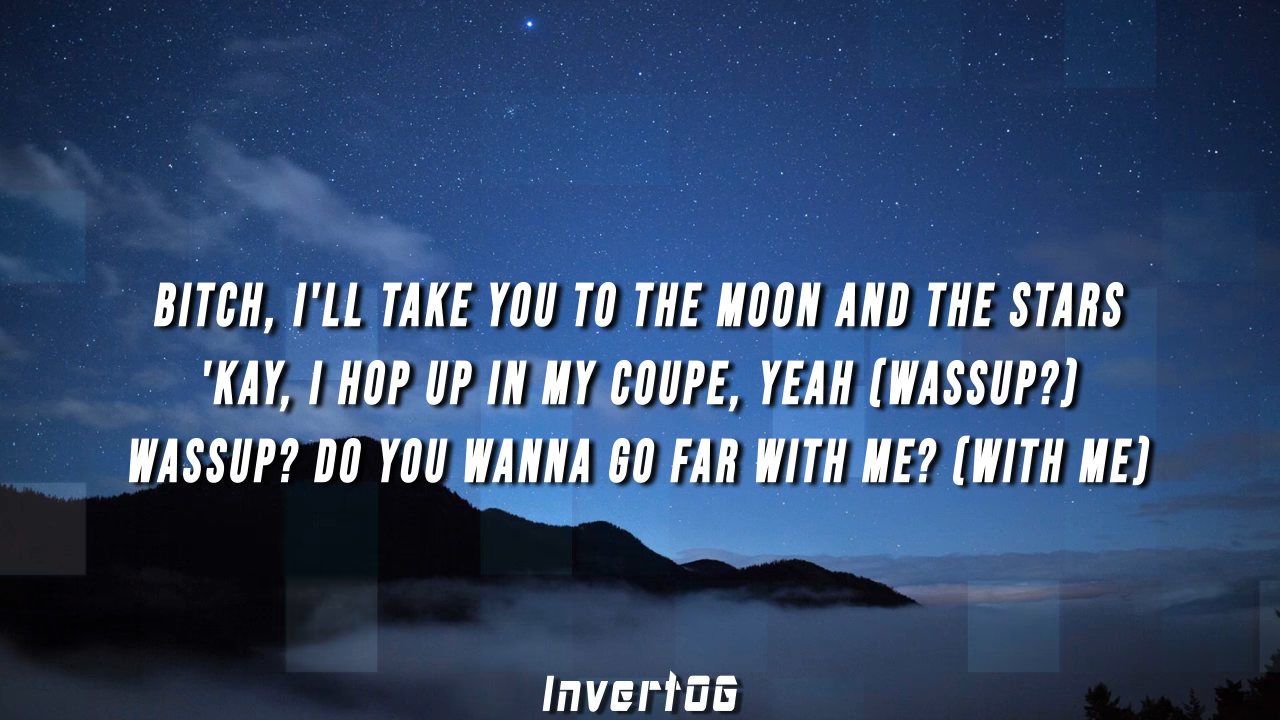 BITCH, I'LL TAKE YOU TO THE MOON AND THE STARS
'KAY, I HOP UP IN MY COUPE, YEAH (WASSUP?)
WASSUP? DO YOU WANNA GO FAR WITH ME? (WITH ME)
InvertOG